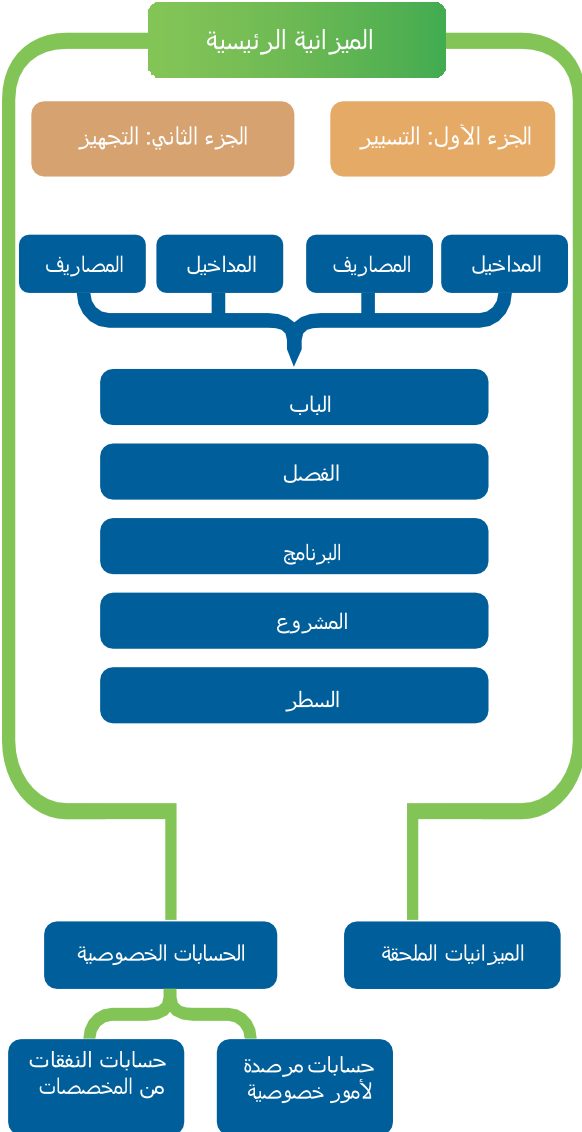 الميزانية الرئيسية
الجزء الأول: التسيير
الجزء الثاني: التجهيز
المداخيل
المصاريف
المداخيل
المصاريف
الباب
الفصل
البرنامج
المشروع
السطر
الميزانيات الملحقة
الحسابات الخصوصية
حسابات مرصدة
لأمور خصوصية
حسابات النفقات
من المخصصات